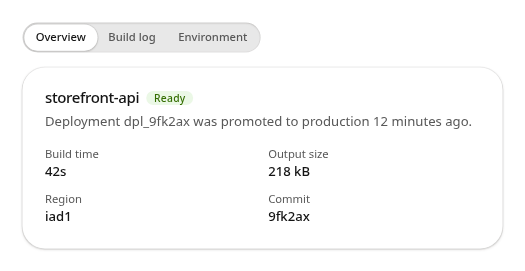 Overview Build log Environment
storefront-api Ready
Deployment dpl_9fk2ax was promoted to production 12 minutes ago.
Build time Output size
42s 218 kB
Region Commit
iad1 9fk2ax